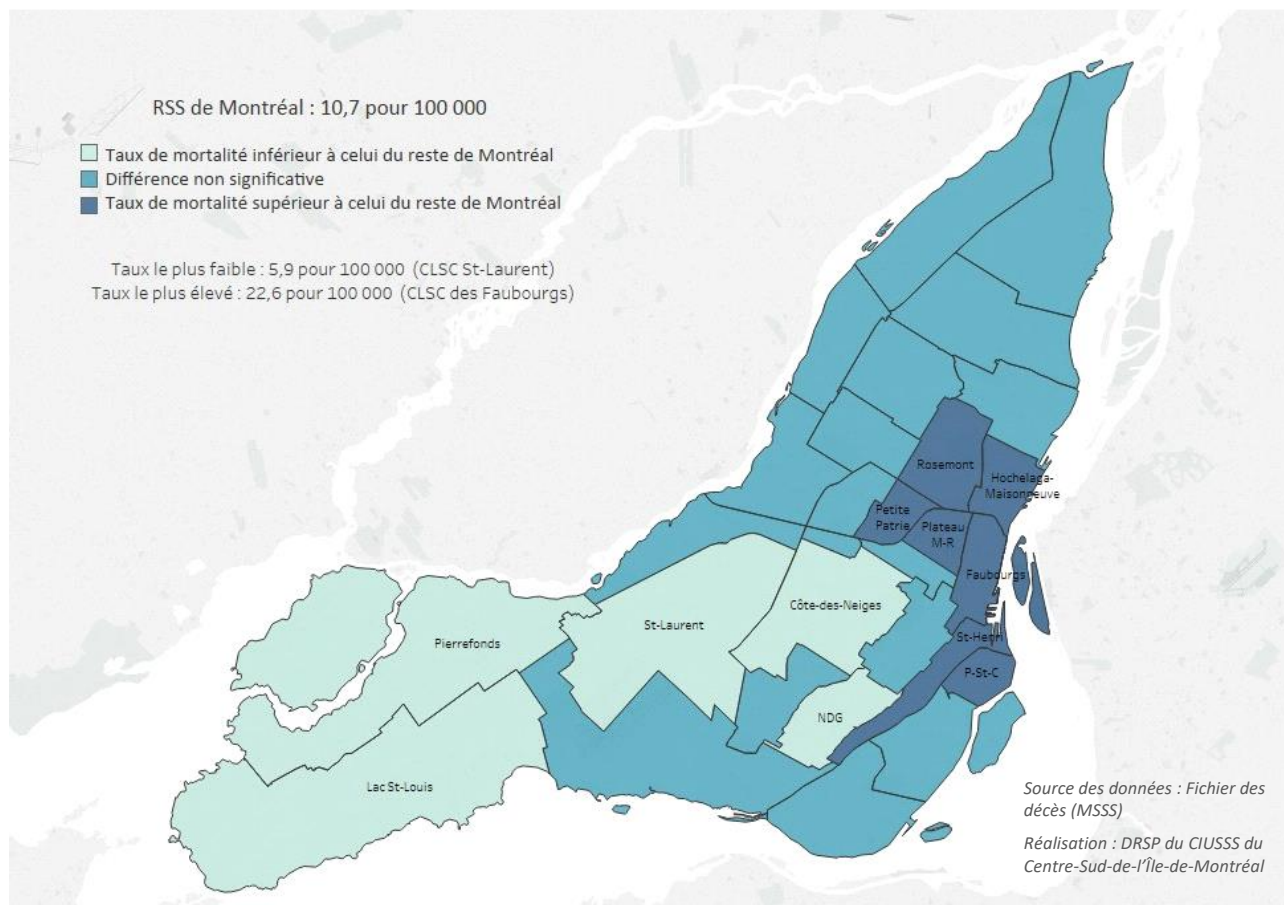 RSS de Montréal : 10,7 pour 100 000
Taux de mortalité inférieur à celui du reste de Montréal
Différence non significative
Taux de mortalité supérieur à celui du reste de Montréal
Taux le plus faible : 5,9 pour 100 000 (CLSC St-Laurent)
Taux le plus élevé : 22,6 pour 100 000 (CLSC des Faubourgs)
Rosemont
Hochelaga-
Maisonneuve
Petite
Patrie
Plateau
M-R
Faubourgs
Côte-des-Neiges
St-Laurent
St-Henri
Pierrefonds
P-St-C
NDG
Lac St-Louis
Source des données : Fichier des
décès (MSSS)
Réalisation : DRSP du CIUSSS du
Centre-Sud-de-l'Île-de-Montréal